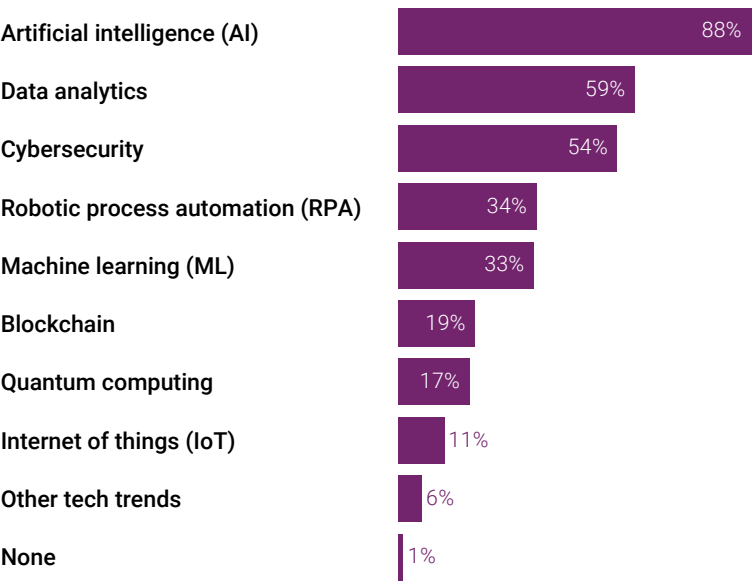 Artificial intelligence (AI) 88%
Data analytics 59%
Cybersecurity 54%
Robotic process automation (RPA) 34%
Machine learning (ML) 33%
Blockchain 19%
Quantum computing 17%
Internet of things (IoT) 11%
Other tech trends 6%
None 1%